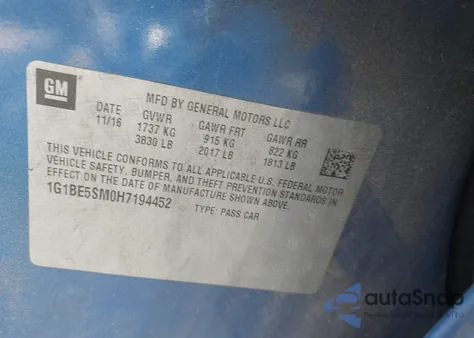 GM
MFD BY GENERAL MOTORS LLC
DATE GVWR GAWR FRT GAWR RR
11/16 1737 KG 915 KG 822 KG
3830 LB 2017 LB 1813 LB
THIS VEHICLE CONFORMS TO ALL APPLICABLE U.S. FEDERAL MOTOR
VEHICLE SAFETY, BUMPER, AND THEFT PREVENTION STANDARDS IN
EFFECT ON THE DATE OF MANUFACTURE SHOWN ABOVE.
1G1BE5SM0H7194452 TYPE: PASS CAR
autaSnap